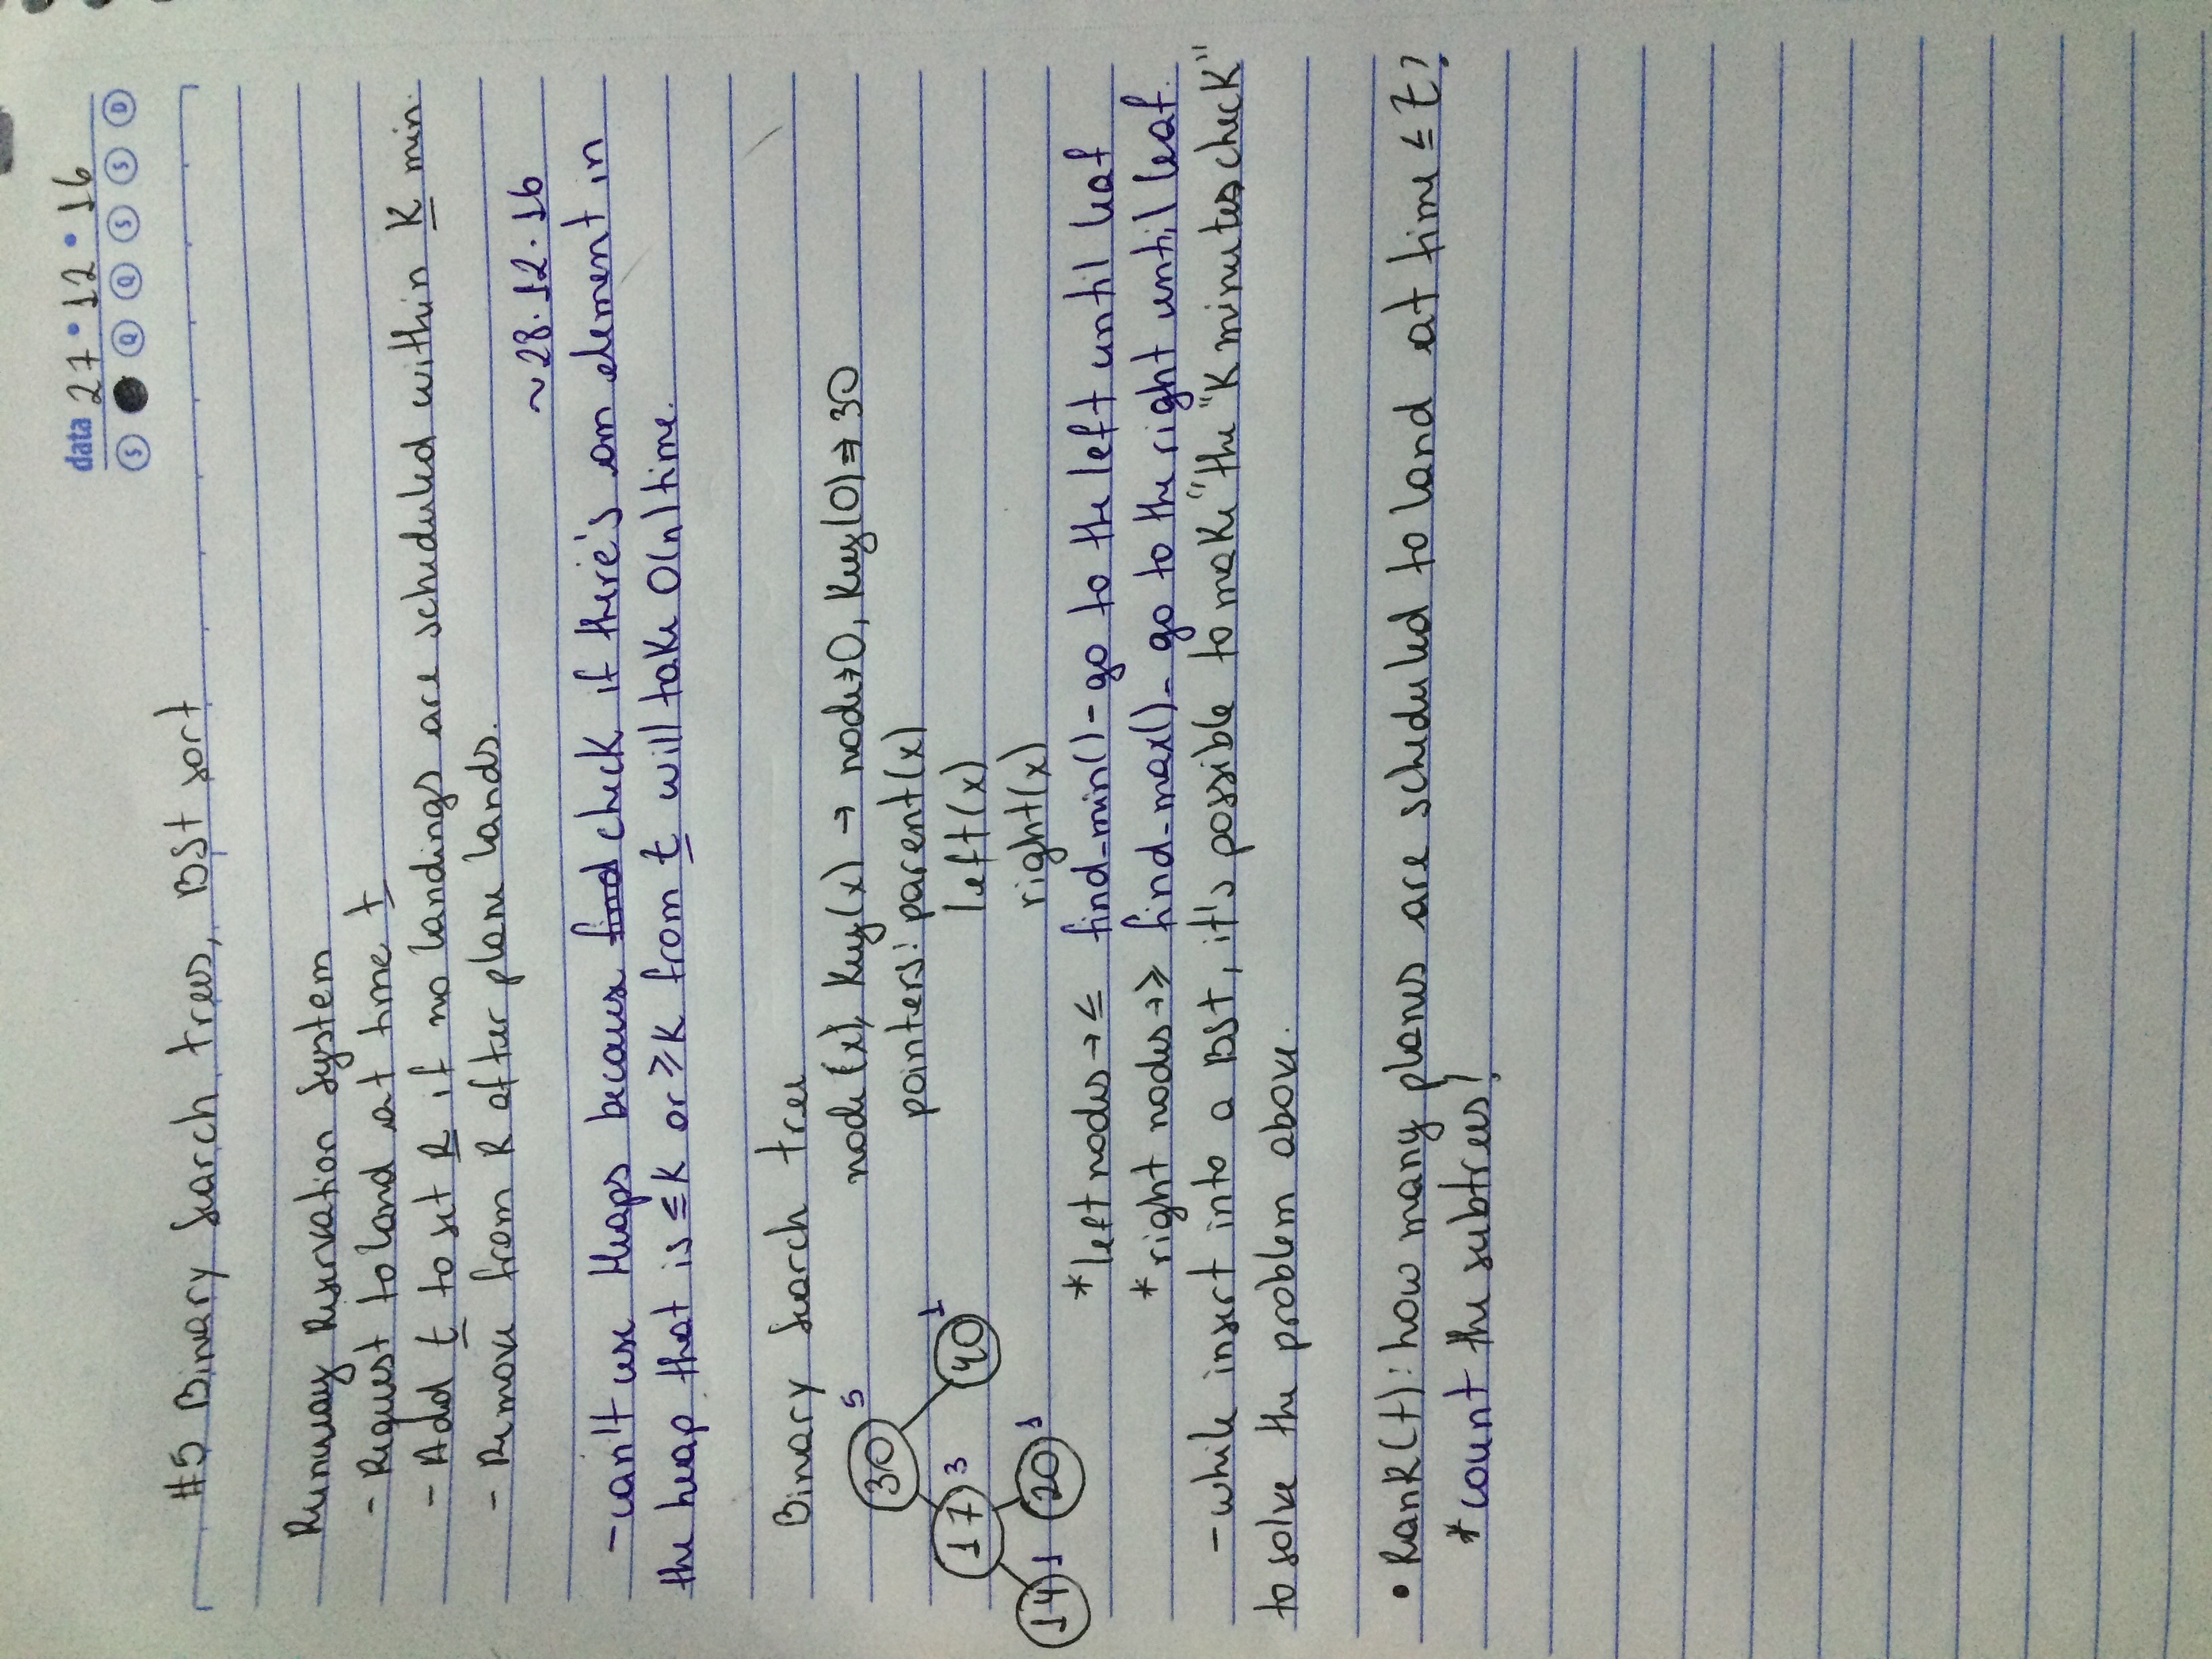 data 27 • 12 • 16
S Q Q S S D
#5 Binary Search trees, BSt sort
Runway Reservation System
- Request to land at time t
- Add t to set R if no landings are scheduled within K min.
- Remove from R after plane lands.
~28.12.16
- can't use Heaps because find check if there's an element in
the heap that is ≤K or ≥K from t will take O(n) time.
Binary Search tree
node(x), Key(x) → node→0, Key(0)⇒30
30 5
pointers: parent(x)
17 3 40 1
left(x)
14 1 20 1
right(x)
*left nodes→≤ find_min() - go to the left until leaf
*right nodes→≥ find_max() - go to the right until leaf.
- while insert into a BSt, it's possible to make "the "K minutes check"
to solve the problem above.
• RanK(t): how many planes are scheduled to land at time ≤ t?
*count the subtrees!